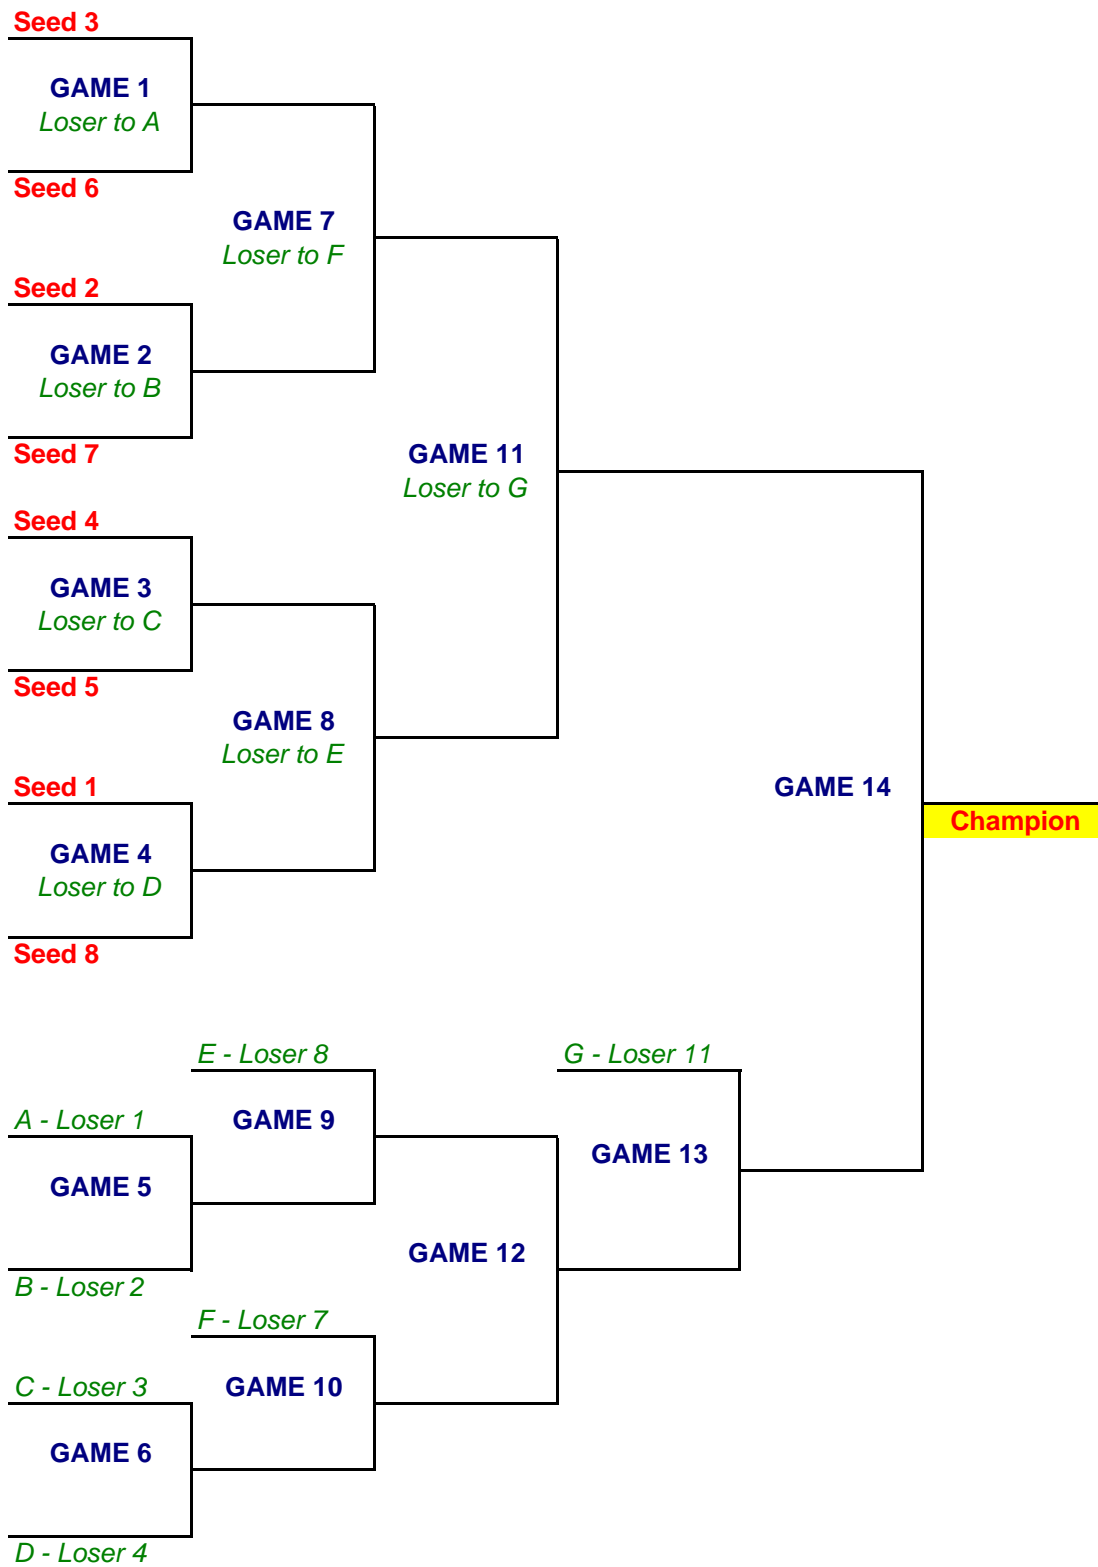 Seed 3
GAME 1
Loser to A
Seed 6
GAME 7
Loser to F
Seed 2
GAME 2
Loser to B
Seed 7
GAME 11
Loser to G
Seed 4
GAME 3
Loser to C
Seed 5
GAME 8
Loser to E
Seed 1
GAME 14
Champion
GAME 4
Loser to D
Seed 8
E - Loser 8
G - Loser 11
A - Loser 1
GAME 9
GAME 13
GAME 5
GAME 12
B - Loser 2
F - Loser 7
C - Loser 3
GAME 10
GAME 6
D - Loser 4